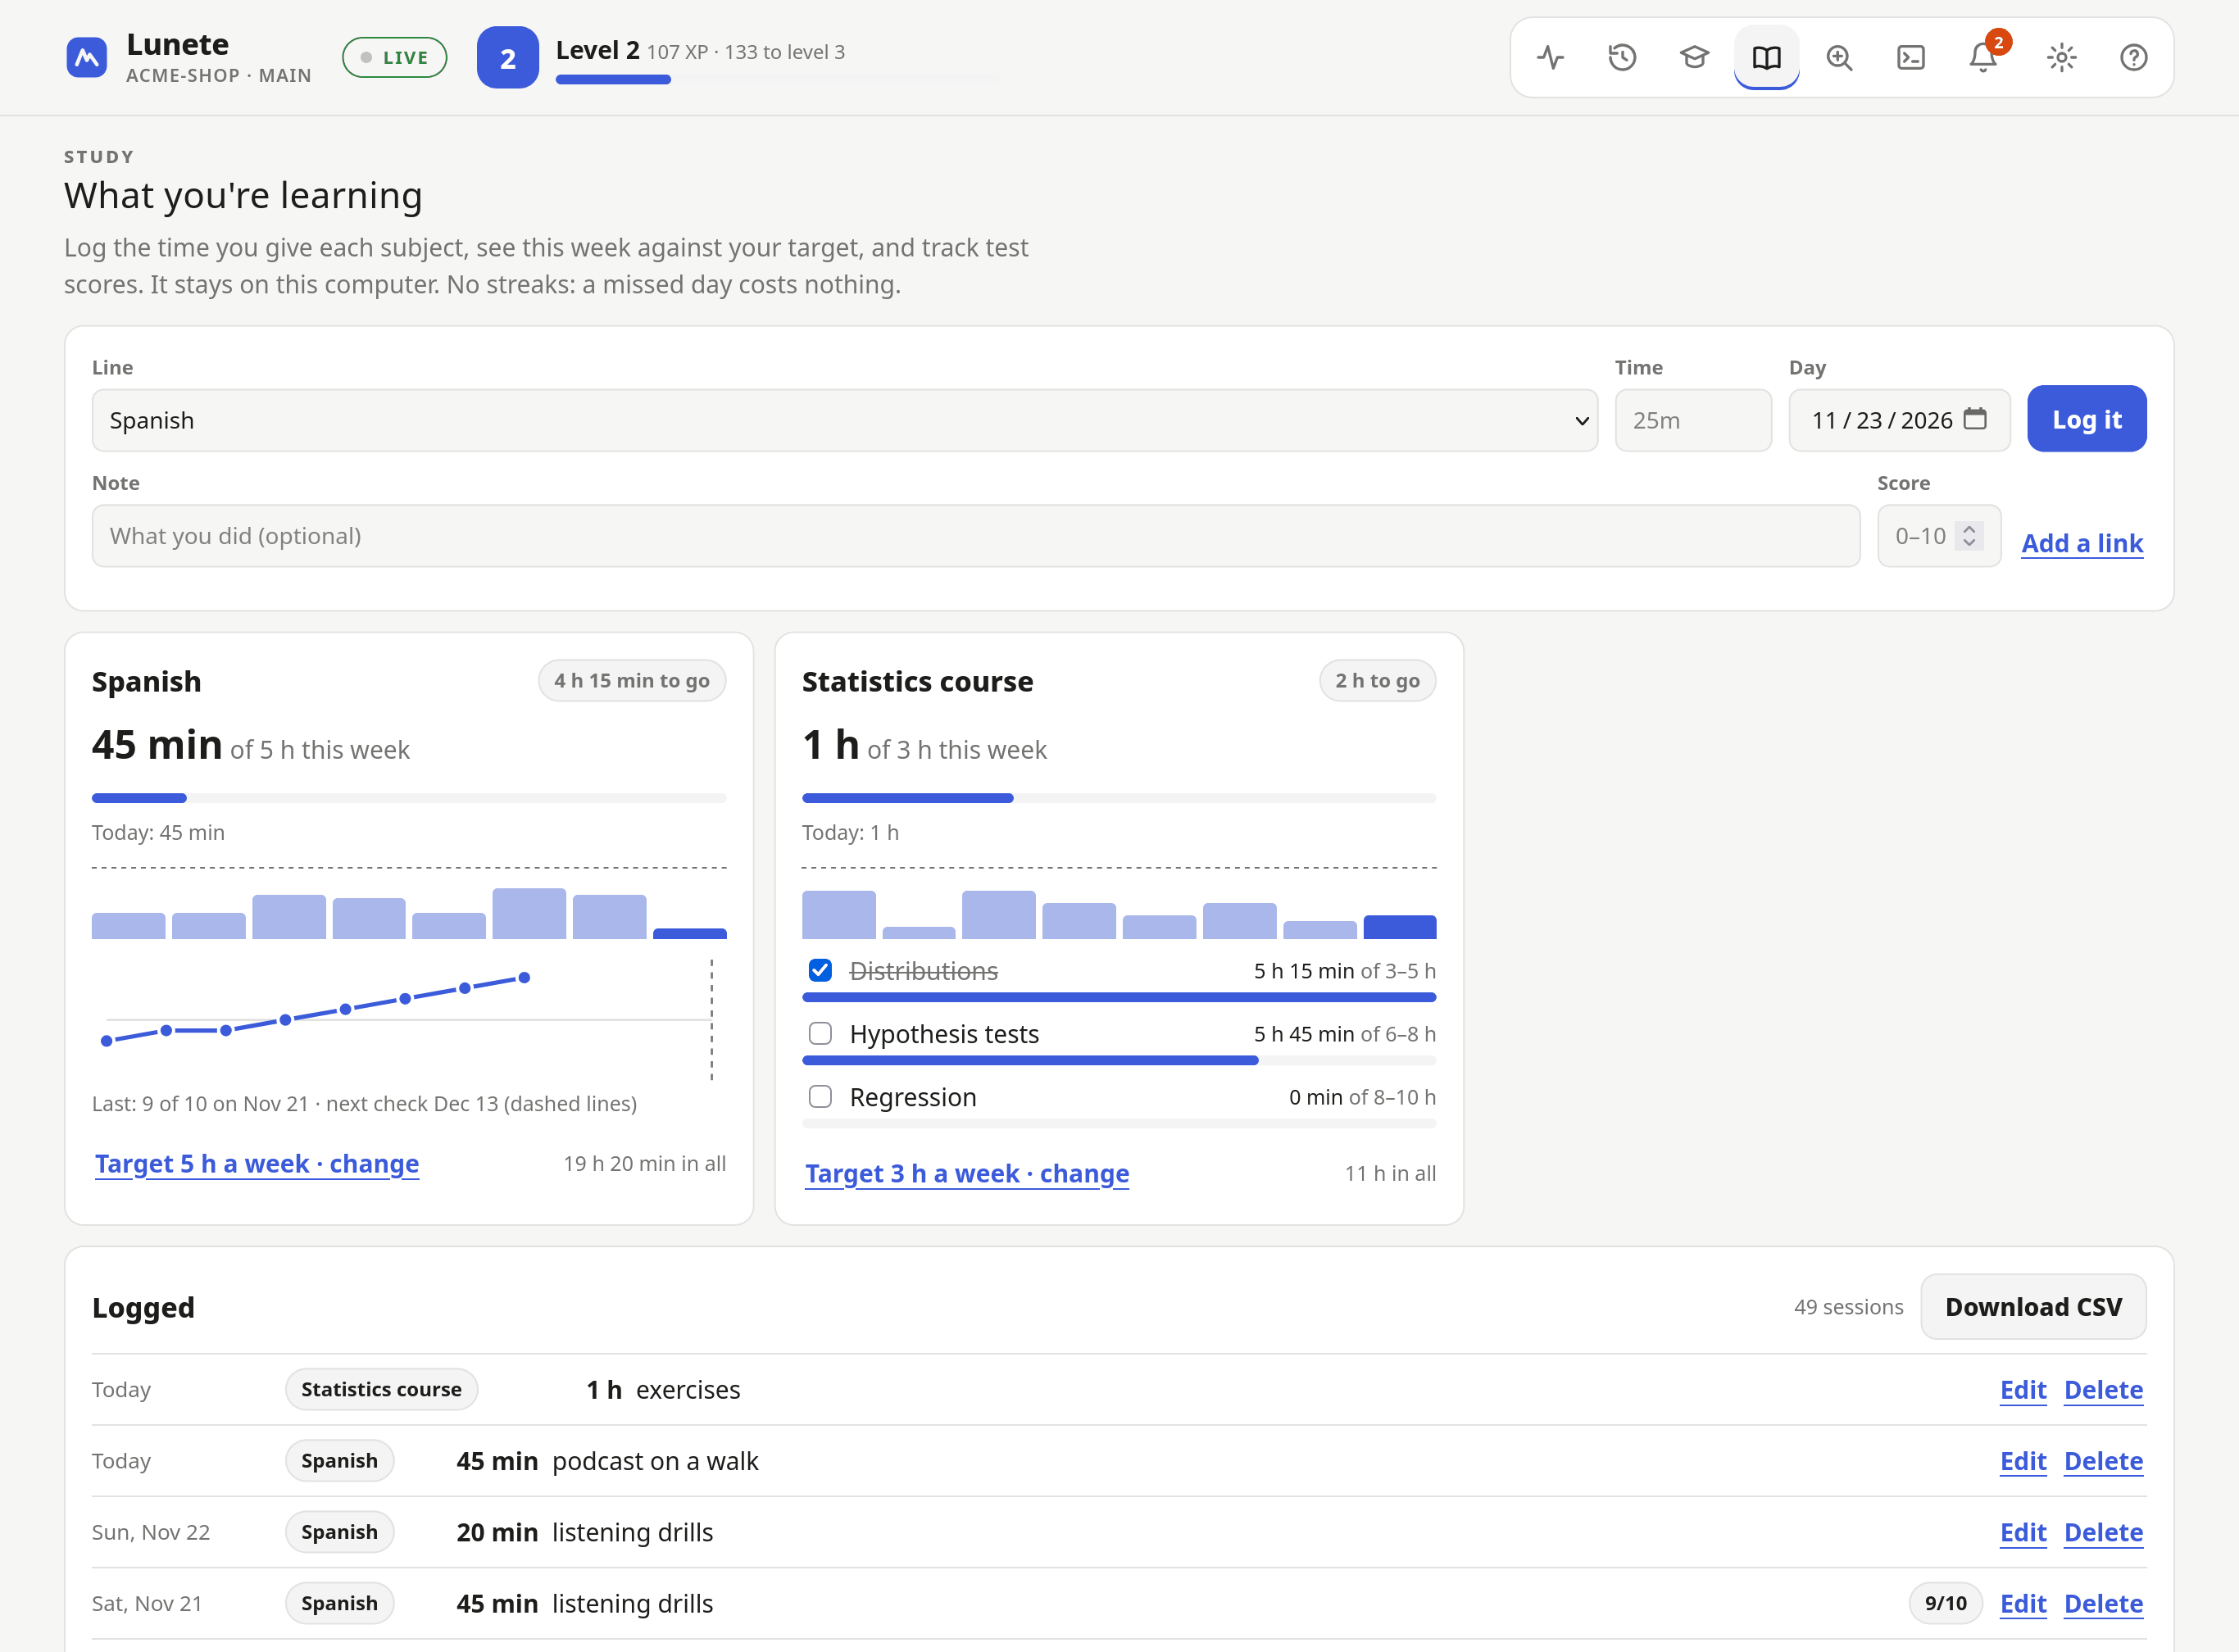 Lunete
ACME-SHOP · MAIN
LIVE
2
Level 2 107 XP · 133 to level 3
2
STUDY
What you're learning
Log the time you give each subject, see this week against your target, and track test
scores. It stays on this computer. No streaks: a missed day costs nothing.
Line
Time
Day
Spanish
25m
11 / 23 / 2026
Log it
Note
Score
What you did (optional)
0–10
Add a link
Spanish
4 h 15 min to go
45 min of 5 h this week
Today: 45 min
Last: 9 of 10 on Nov 21 · next check Dec 13 (dashed lines)
Target 5 h a week · change
19 h 20 min in all
Statistics course
2 h to go
1 h of 3 h this week
Today: 1 h
Distributions
5 h 15 min of 3–5 h
Hypothesis tests
5 h 45 min of 6–8 h
Regression
0 min of 8–10 h
Target 3 h a week · change
11 h in all
Logged
49 sessions
Download CSV
Today Statistics course 1 h exercises Edit Delete
Today Spanish 45 min podcast on a walk Edit Delete
Sun, Nov 22 Spanish 20 min listening drills Edit Delete
Sat, Nov 21 Spanish 45 min listening drills 9/10 Edit Delete